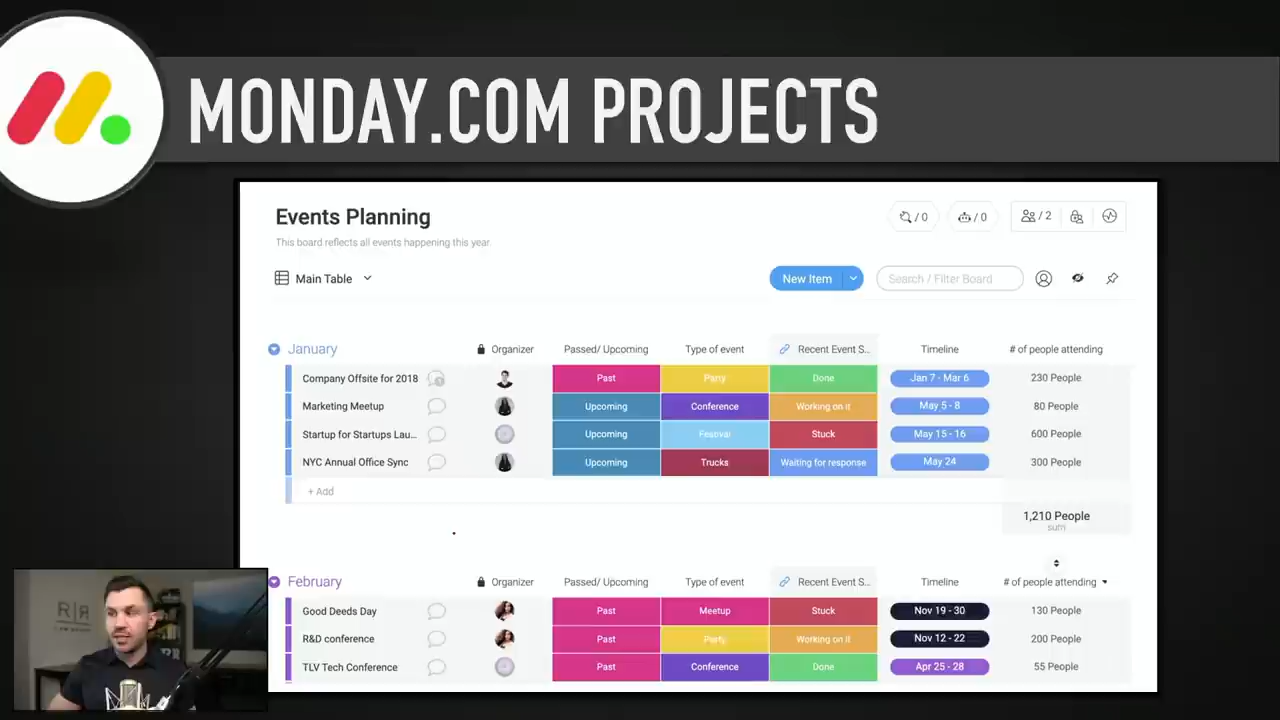 MONDAY.COM PROJECTS
Events Planning
/ 0
/ 0
/ 2
This board reflects all events happening this year.
Main Table
New Item
Search / Filter Board
January Organizer Passed/ Upcoming Type of event Recent Event S... Timeline # of people attending
Company Offsite for 2018 Past Party Done Jan 7 - Mar 6 230 People
Marketing Meetup Upcoming Conference Working on it May 5 - 8 80 People
Startup for Startups Lau... Upcoming Festival Stuck May 15 - 16 600 People
NYC Annual Office Sync Upcoming Trucks Waiting for response May 24 300 People
+ Add
1,210 People
sum
February Organizer Passed/ Upcoming Type of event Recent Event S... Timeline # of people attending
Good Deeds Day Past Meetup Stuck Nov 19 - 30 130 People
R&D conference Past Party Working on it Nov 12 - 22 200 People
TLV Tech Conference Past Conference Done Apr 25 - 28 55 People
R|R